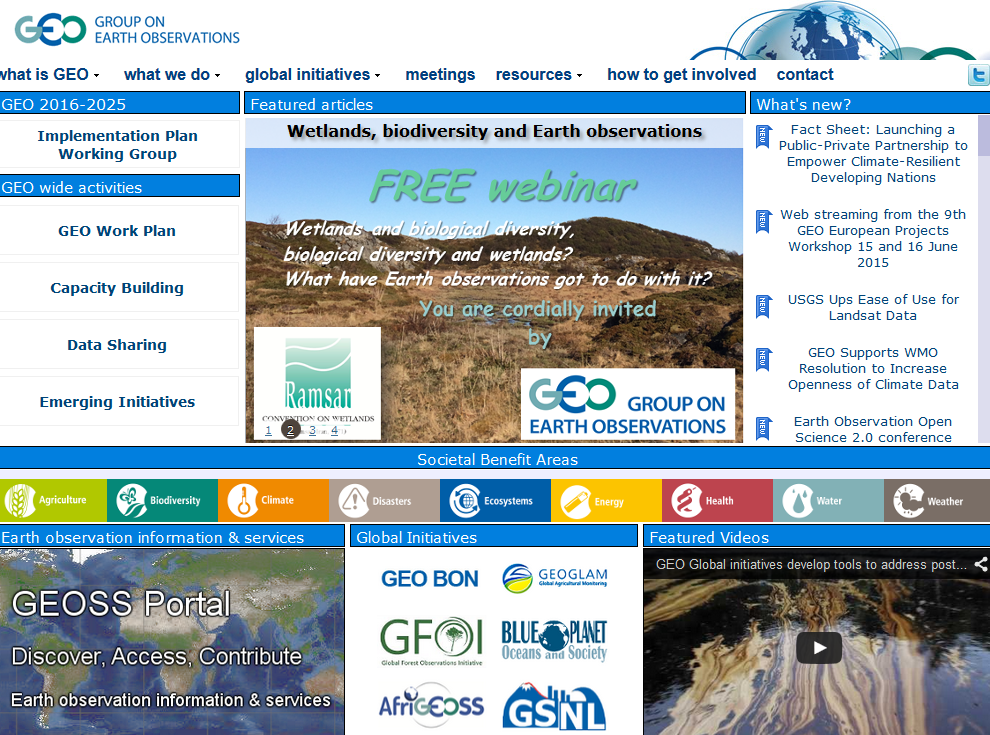 GEO GROUP ON
EARTH OBSERVATIONS
what is GEO
what we do
global initiatives
meetings
resources
how to get involved
contact
GEO 2016-2025
Implementation Plan
Working Group
GEO wide activities
GEO Work Plan
Capacity Building
Data Sharing
Emerging Initiatives
Featured articles
Wetlands, biodiversity and Earth observations
FREE webinar
Wetlands and biological diversity,
biological diversity and wetlands?
What have Earth observations got to do with it?
You are cordially invited
by
Ramsar
CONVENTION ON WETLANDS
1 2 3 4
GEO GROUP ON
EARTH OBSERVATIONS
What's new?
NEW
Fact Sheet: Launching a
Public-Private Partnership to
Empower Climate-Resilient
Developing Nations
NEW
Web streaming from the 9th
GEO European Projects
Workshop 15 and 16 June
2015
NEW
USGS Ups Ease of Use for
Landsat Data
NEW
GEO Supports WMO
Resolution to Increase
Openness of Climate Data
NEW
Earth Observation Open
Science 2.0 conference
Societal Benefit Areas
Agriculture
Biodiversity
Climate
Disasters
Ecosystems
Energy
Health
Water
Weather
Earth observation information & services
GEOSS Portal
Discover, Access, Contribute
Earth observation information & services
Global Initiatives
GEO BON
GEOGLAM
Global Agricultural Monitoring
GFOI
Global Forest Observations Initiative
BLUE PLANET
Oceans and Society
AfriGEOSS
GSNL
Featured Videos
GEO Global initiatives develop tools to address post...